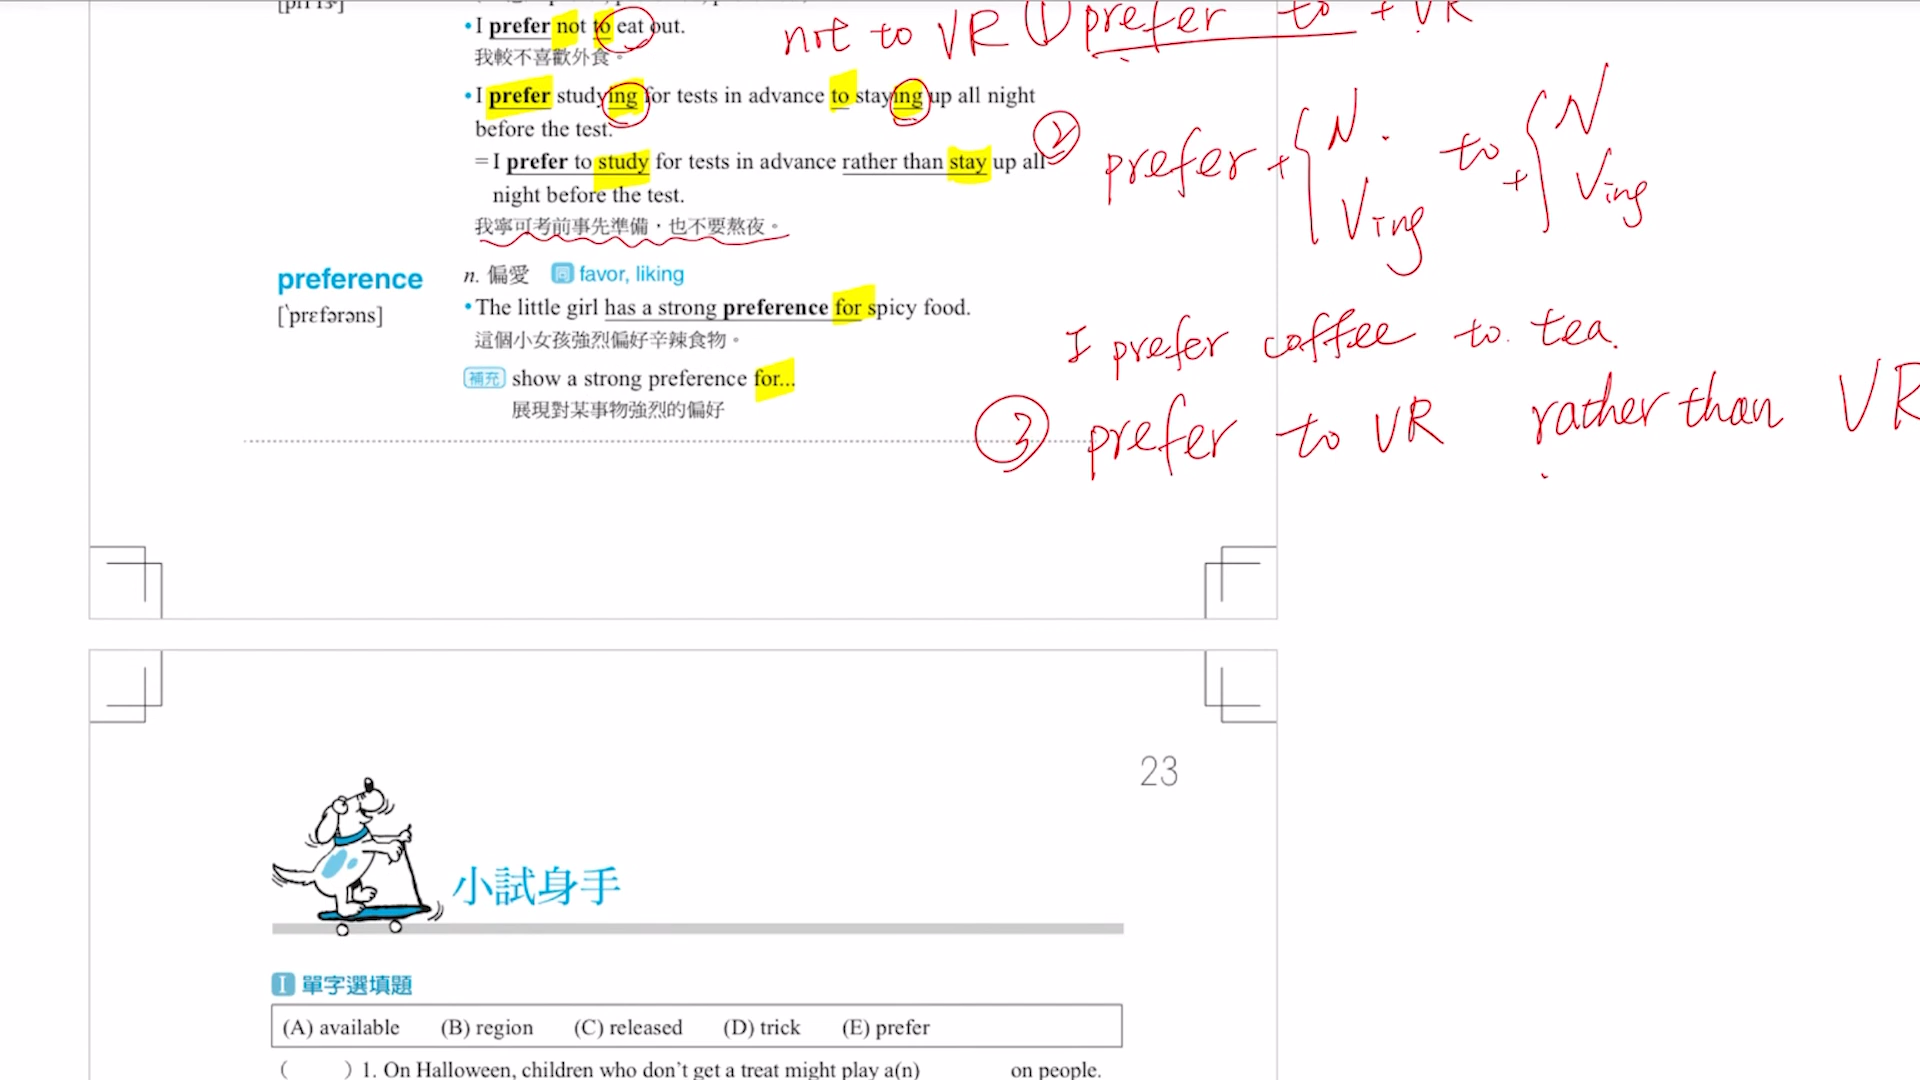 • I prefer not to eat out.
我較不喜歡外食。
not to VR ① prefer to + VR
• I prefer studying for tests in advance to staying up all night
before the test.
= I prefer to study for tests in advance rather than stay up all
night before the test.
我寧可考前事先準備，也不要熬夜。
② prefer + { N. Ving to + { N Ving
preference n. 偏愛 同 favor, liking
[ˋprɛfərəns]
• The little girl has a strong preference for spicy food.
這個小女孩強烈偏好辛辣食物。
I prefer coffee to tea.
補充 show a strong preference for...
展現對某事物強烈的偏好
③ prefer to VR rather than VR
23
小試身手
I 單字選填題
(A) available (B) region (C) released (D) trick (E) prefer
( ) 1. On Halloween, children who don't get a treat might play a(n) on people.